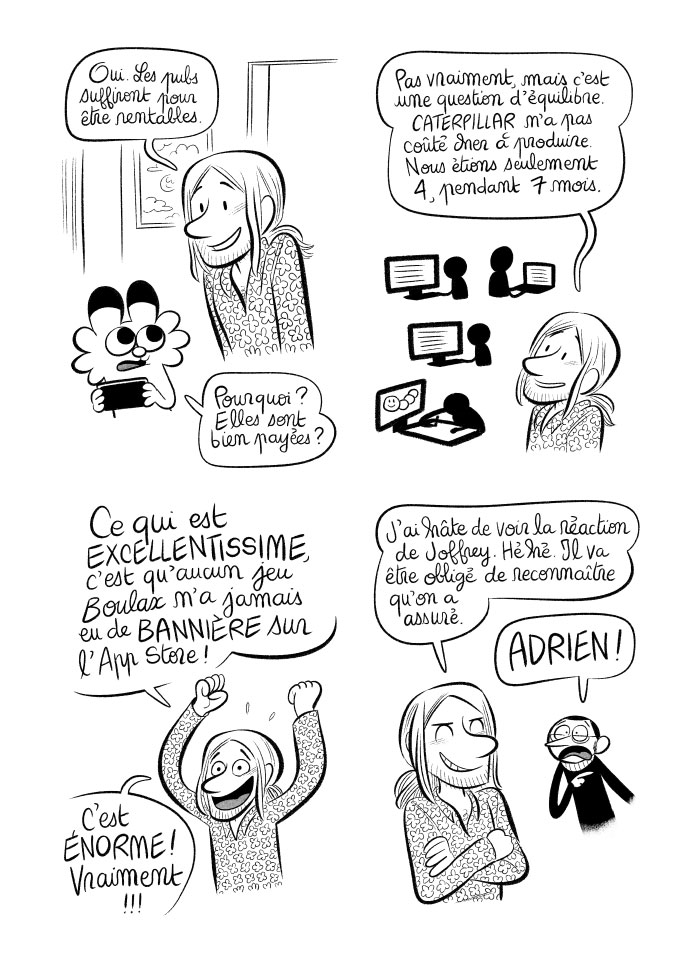 Oui. Les pubs
suffiront pour
être rentables.
Pourquoi ?
Elles sont
bien payées ?
Pas vraiment, mais c'est
une question d'équilibre.
CATERPILLAR n'a pas
coûté cher à produire.
Nous étions seulement
4, pendant 7 mois.
Ce qui est
EXCELLENTISSIME,
c'est qu'aucun jeu
Boulax n'a jamais
eu de BANNIÈRE sur
l'App Store !
C'est
ÉNORME !
Vraiment
!!!
J'ai hâte de voir la réaction
de Joffrey. Hé hé. Il va
être obligé de reconnaître
qu'on a
assuré.
ADRIEN !